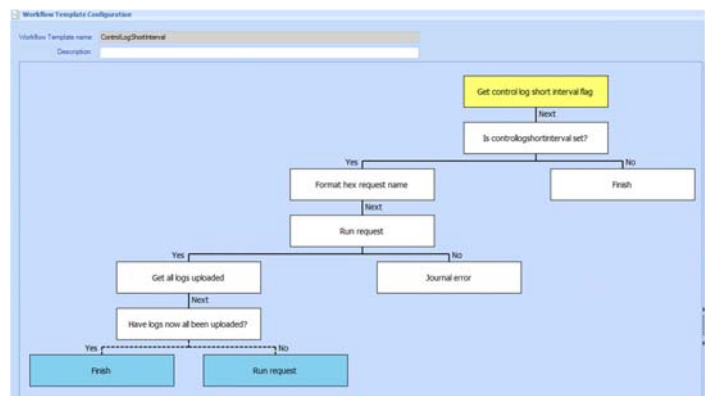 Workflow Template Configuration
Workflow Template name: ControlLogShortInterval
Description:
Get control log short interval flag
Next
Is controllogshortinterval set?
Yes
No
Format hex request name
Finish
Next
Run request
Yes
No
Get all logs uploaded
Journal error
Next
Have logs now all been uploaded?
Yes
No
Finish
Run request